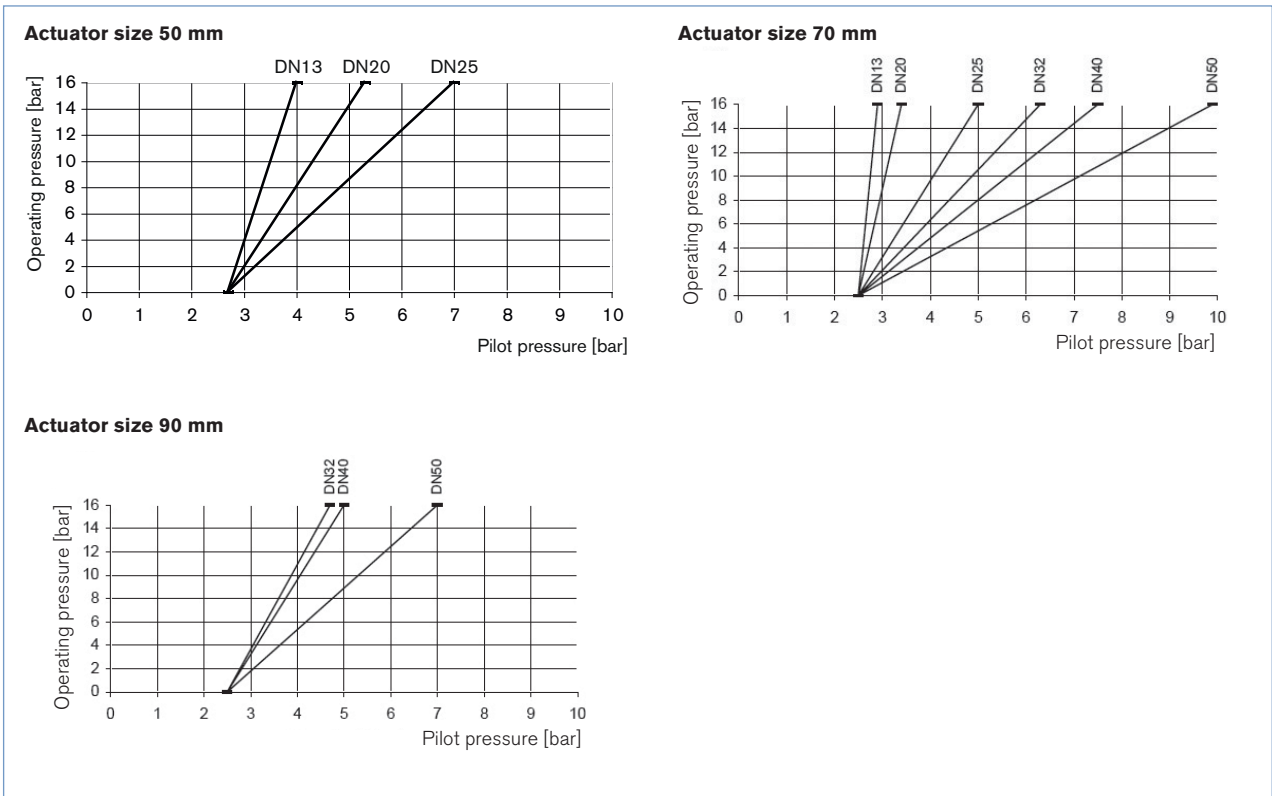 Actuator size 50 mm
DN13 DN20 DN25
Operating pressure [bar]
16
14
12
10
8
6
4
2
0
0 1 2 3 4 5 6 7 8 9 10
Pilot pressure [bar]
Actuator size 70 mm
DN13 DN20 DN25 DN32 DN40 DN50
Operating pressure [bar]
16
14
12
10
8
6
4
2
0
0 1 2 3 4 5 6 7 8 9 10
Pilot pressure [bar]
Actuator size 90 mm
DN32 DN40 DN50
Operating pressure [bar]
16
14
12
10
8
6
4
2
0
0 1 2 3 4 5 6 7 8 9 10
Pilot pressure [bar]